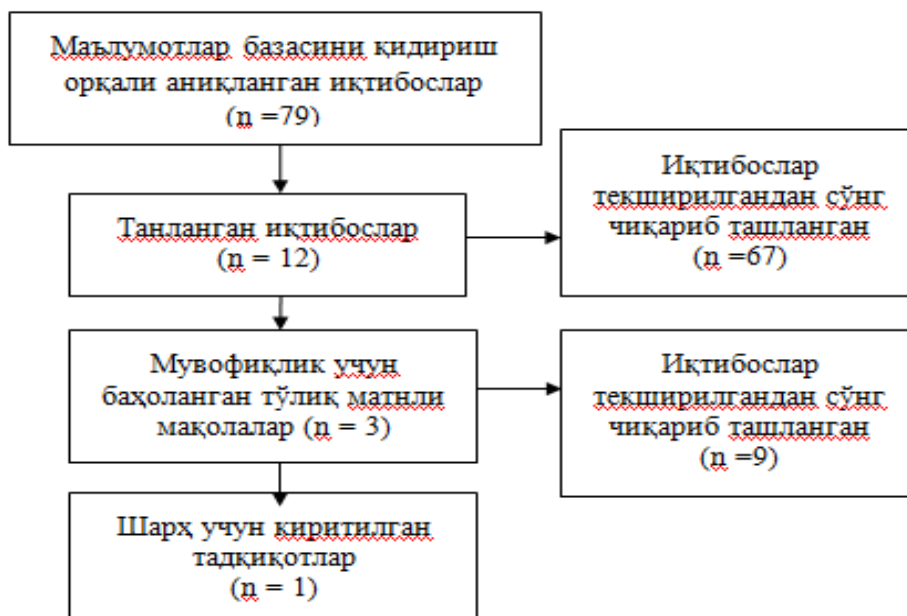 Маълумотлар базасини қидириш
орқали аниқланган иқтибослар
(n =79)
Иқтибослар
текширилгандан сўнг
чиқариб ташланган
(n =67)
Танланган иқтибослар
(n = 12)
Мувофиқлик учун
баҳоланган тўлиқ матнли
мақолалар (n = 3)
Иқтибослар
текширилгандан сўнг
чиқариб ташланган
(n =9)
Шарҳ учун киритилган
тадқиқотлар
(n = 1)